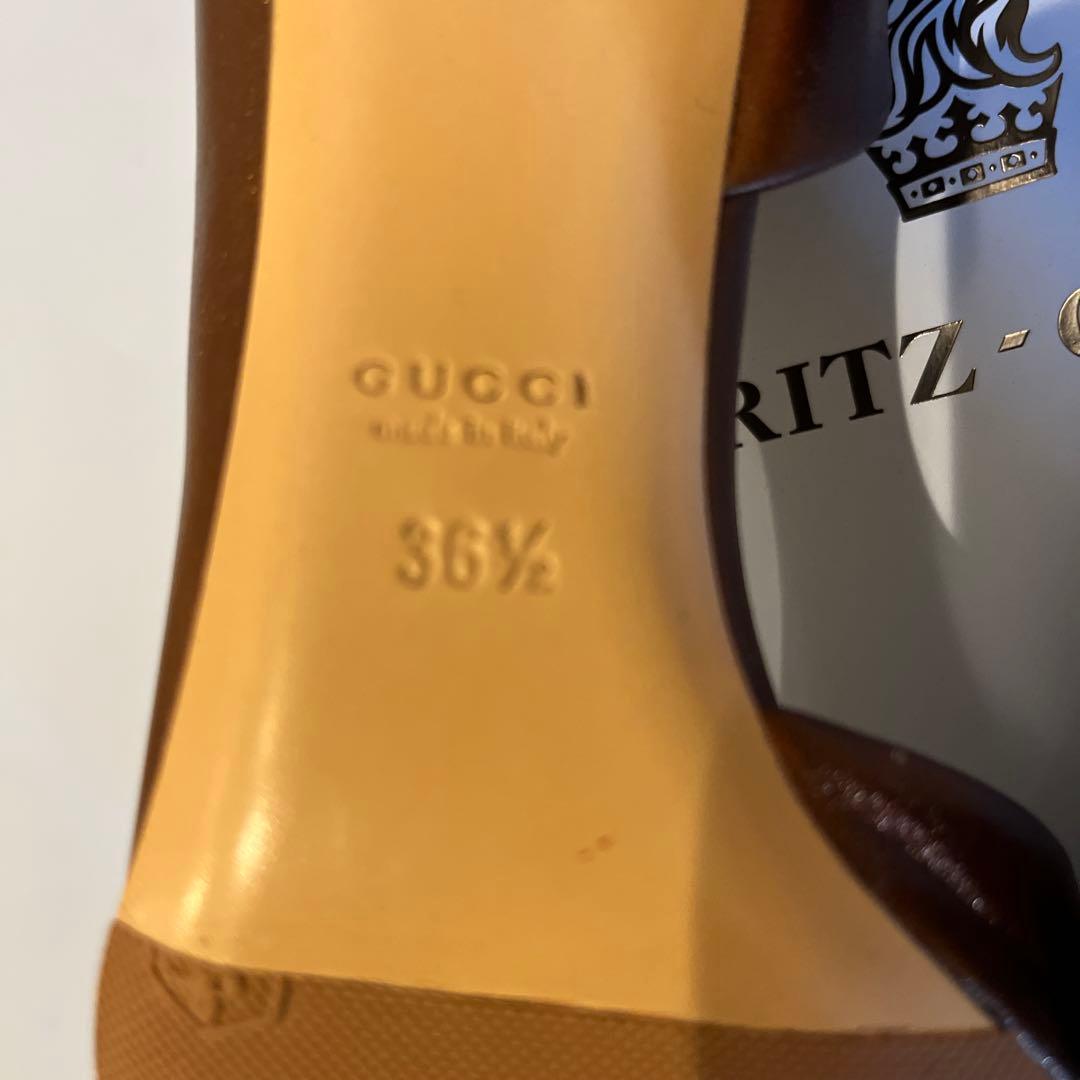 GUCCI
made in italy
36½
RITZ-C